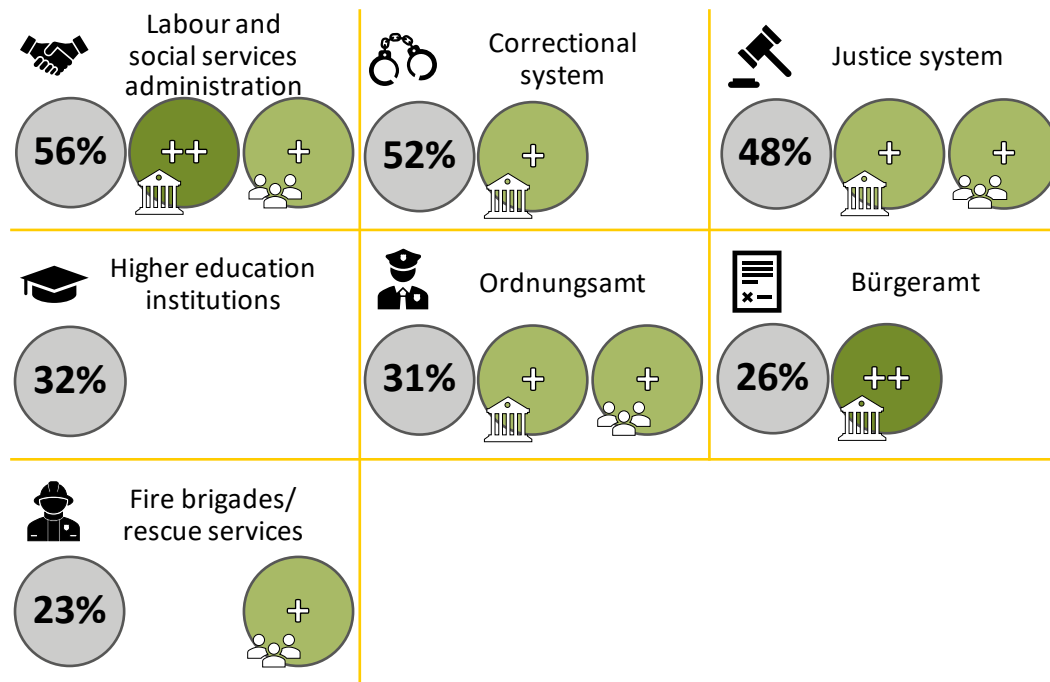 Labour and
social services
administration
56%
++
+
Correctional
system
52%
+
Justice system
48%
+
+
Higher education
institutions
32%
Ordnungsamt
31%
+
+
Bürgeramt
26%
++
Fire brigades/
rescue services
23%
+